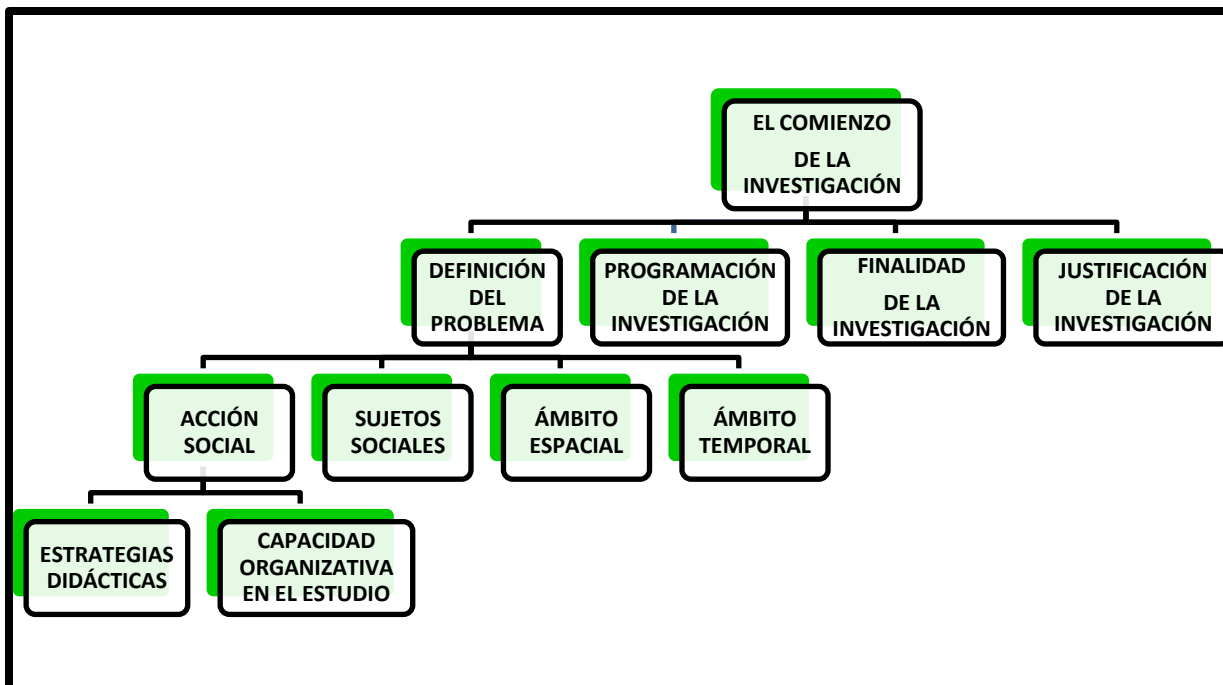 EL COMIENZO
DE LA
INVESTIGACIÓN
DEFINICIÓN
DEL
PROBLEMA
PROGRAMACIÓN
DE LA
INVESTIGACIÓN
FINALIDAD
DE LA
INVESTIGACIÓN
JUSTIFICACIÓN
DE LA
INVESTIGACIÓN
ACCIÓN
SOCIAL
SUJETOS
SOCIALES
ÁMBITO
ESPACIAL
ÁMBITO
TEMPORAL
ESTRATEGIAS
DIDÁCTICAS
CAPACIDAD
ORGANIZATIVA
EN EL ESTUDIO